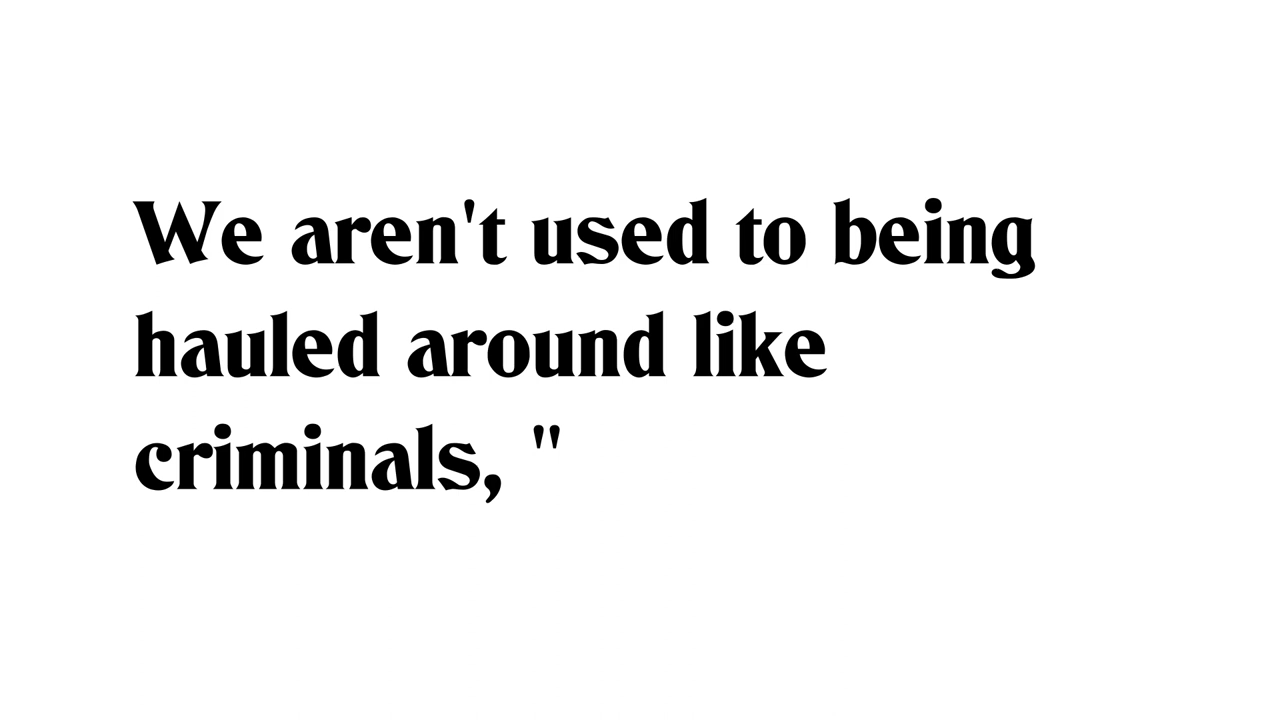 We aren't used to being
hauled around like
criminals, "